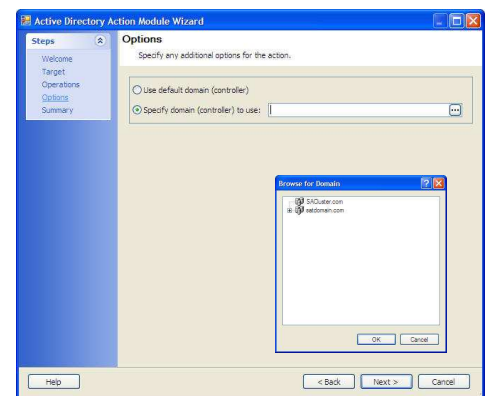 Active Directory Action Module Wizard
Steps
Welcome
Target
Operations
Options
Summary
Options
Specify any additional options for the action.
Use default domain (controller)
Specify domain (controller) to use:
Browse for Domain
SACluster.com
satdomain.com
OK Cancel
Help < Back Next > Cancel